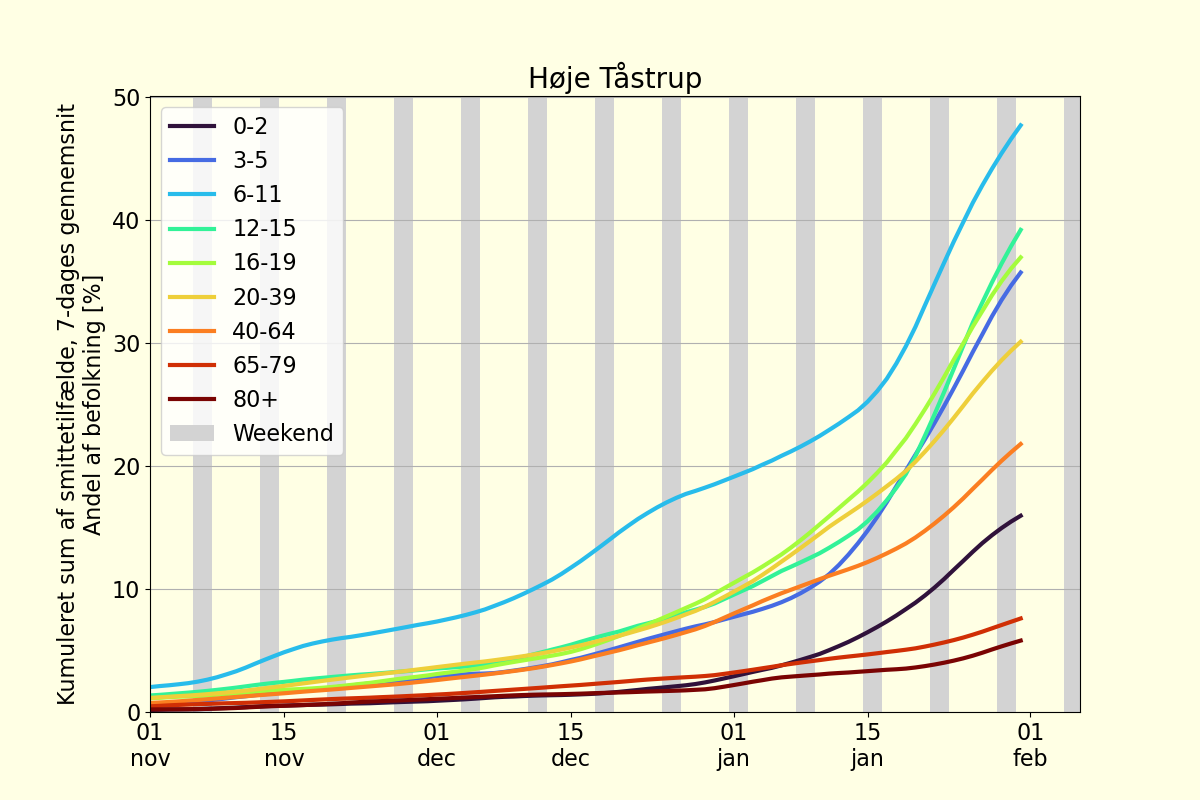 Høje Tåstrup
Kumuleret sum af smittetilfælde, 7-dages gennemsnit
Andel af befolkning [%]
50
40
30
20
10
0
0-2
3-5
6-11
12-15
16-19
20-39
40-64
65-79
80+
Weekend
01 15 01 15 01 15 01
nov nov dec dec jan jan feb